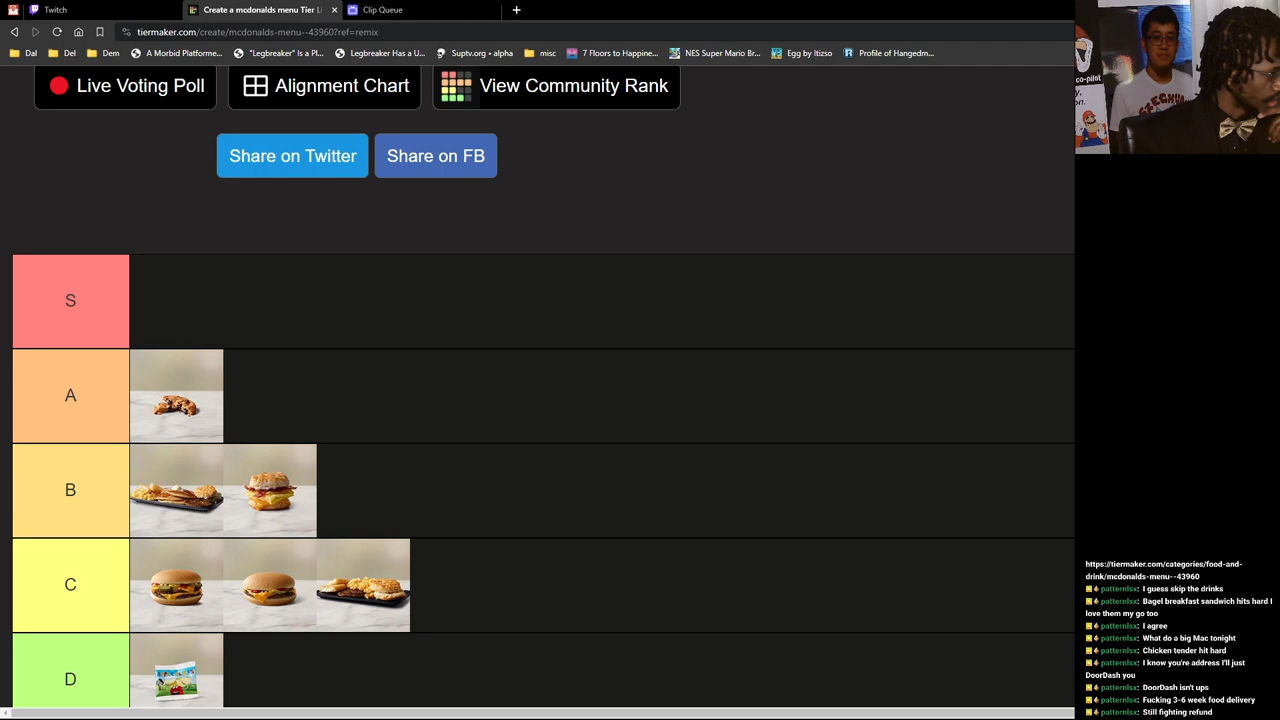 Twitch
Create a mcdonalds menu Tier Li
Clip Queue
tiermaker.com/create/mcdonalds-menu--43960?ref=remix
Dal
Del
Dem
A Morbid Platforme...
"Legbreaker" Is a Pl...
Legbreaker Has a U...
Suptv.org • alpha
misc
7 Floors to Happine...
NES Super Mario Br...
Egg by Itizso
Profile of Hangedm...
Live Voting Poll
Alignment Chart
View Community Rank
Share on Twitter
Share on FB
S
A
B
C
D
co-pilot
https://tiermaker.com/categories/food-and-
drink/mcdonalds-menu--43960
patternlsx: I guess skip the drinks
patternlsx: Bagel breakfast sandwich hits hard I
love them my go too
patternlsx: I agree
patternlsx: What do a big Mac tonight
patternlsx: Chicken tender hit hard
patternlsx: I know you're address I'll just
DoorDash you
patternlsx: DoorDash isn't ups
patternlsx: Fucking 3-6 week food delivery
patternlsx: Still fighting refund